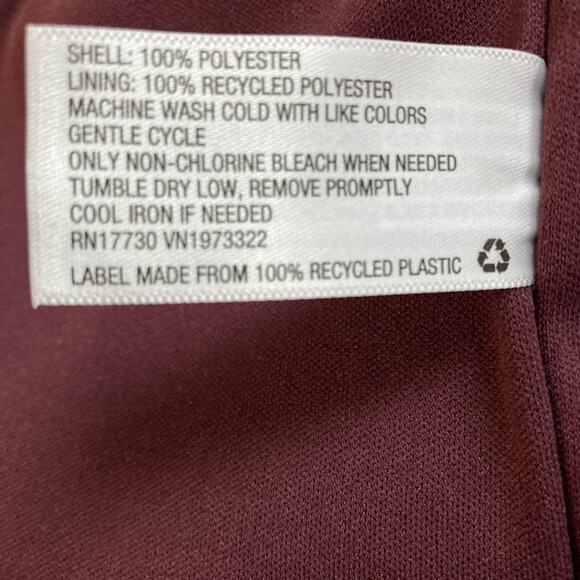 SHELL: 100% POLYESTER
LINING: 100% RECYCLED POLYESTER
MACHINE WASH COLD WITH LIKE COLORS
GENTLE CYCLE
ONLY NON-CHLORINE BLEACH WHEN NEEDED
TUMBLE DRY LOW, REMOVE PROMPTLY
COOL IRON IF NEEDED
RN17730 VN1973322
LABEL MADE FROM 100% RECYCLED PLASTIC